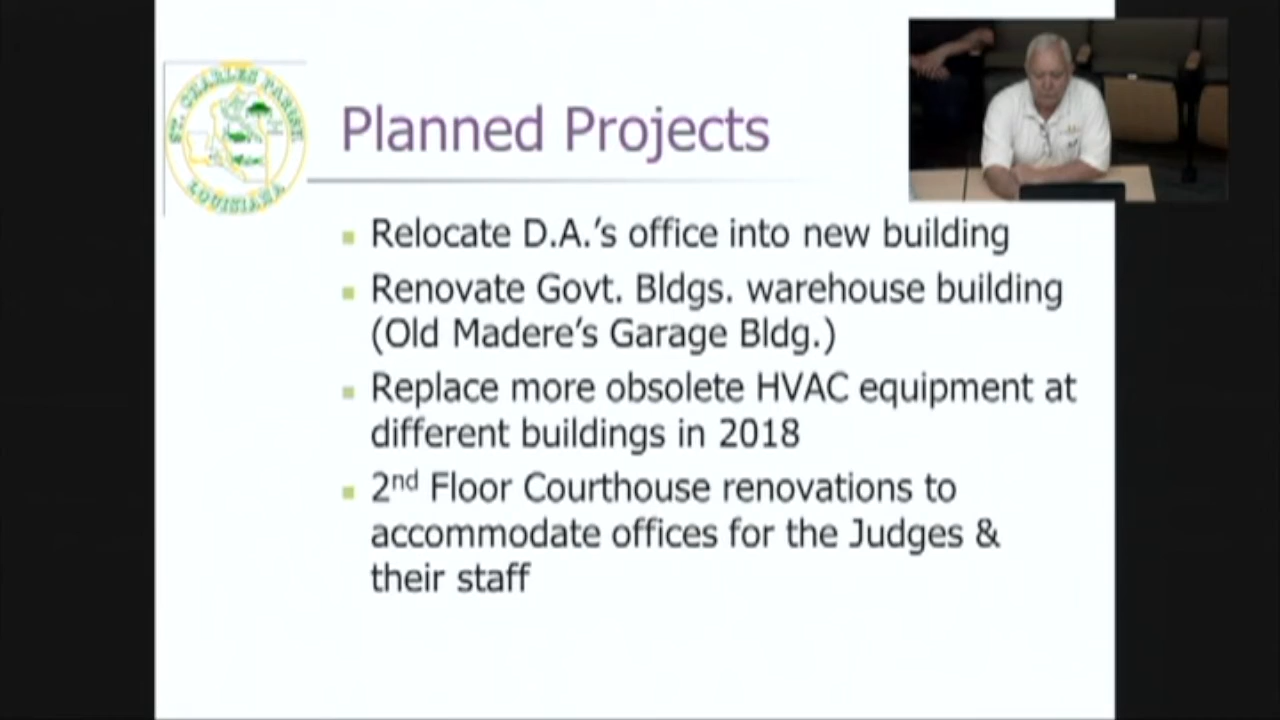 ST. CHARLES PARISH
LOUISIANA
Planned Projects
Relocate D.A.'s office into new building
Renovate Govt. Bldgs. warehouse building
(Old Madere's Garage Bldg.)
Replace more obsolete HVAC equipment at
different buildings in 2018
2nd Floor Courthouse renovations to
accommodate offices for the Judges &
their staff